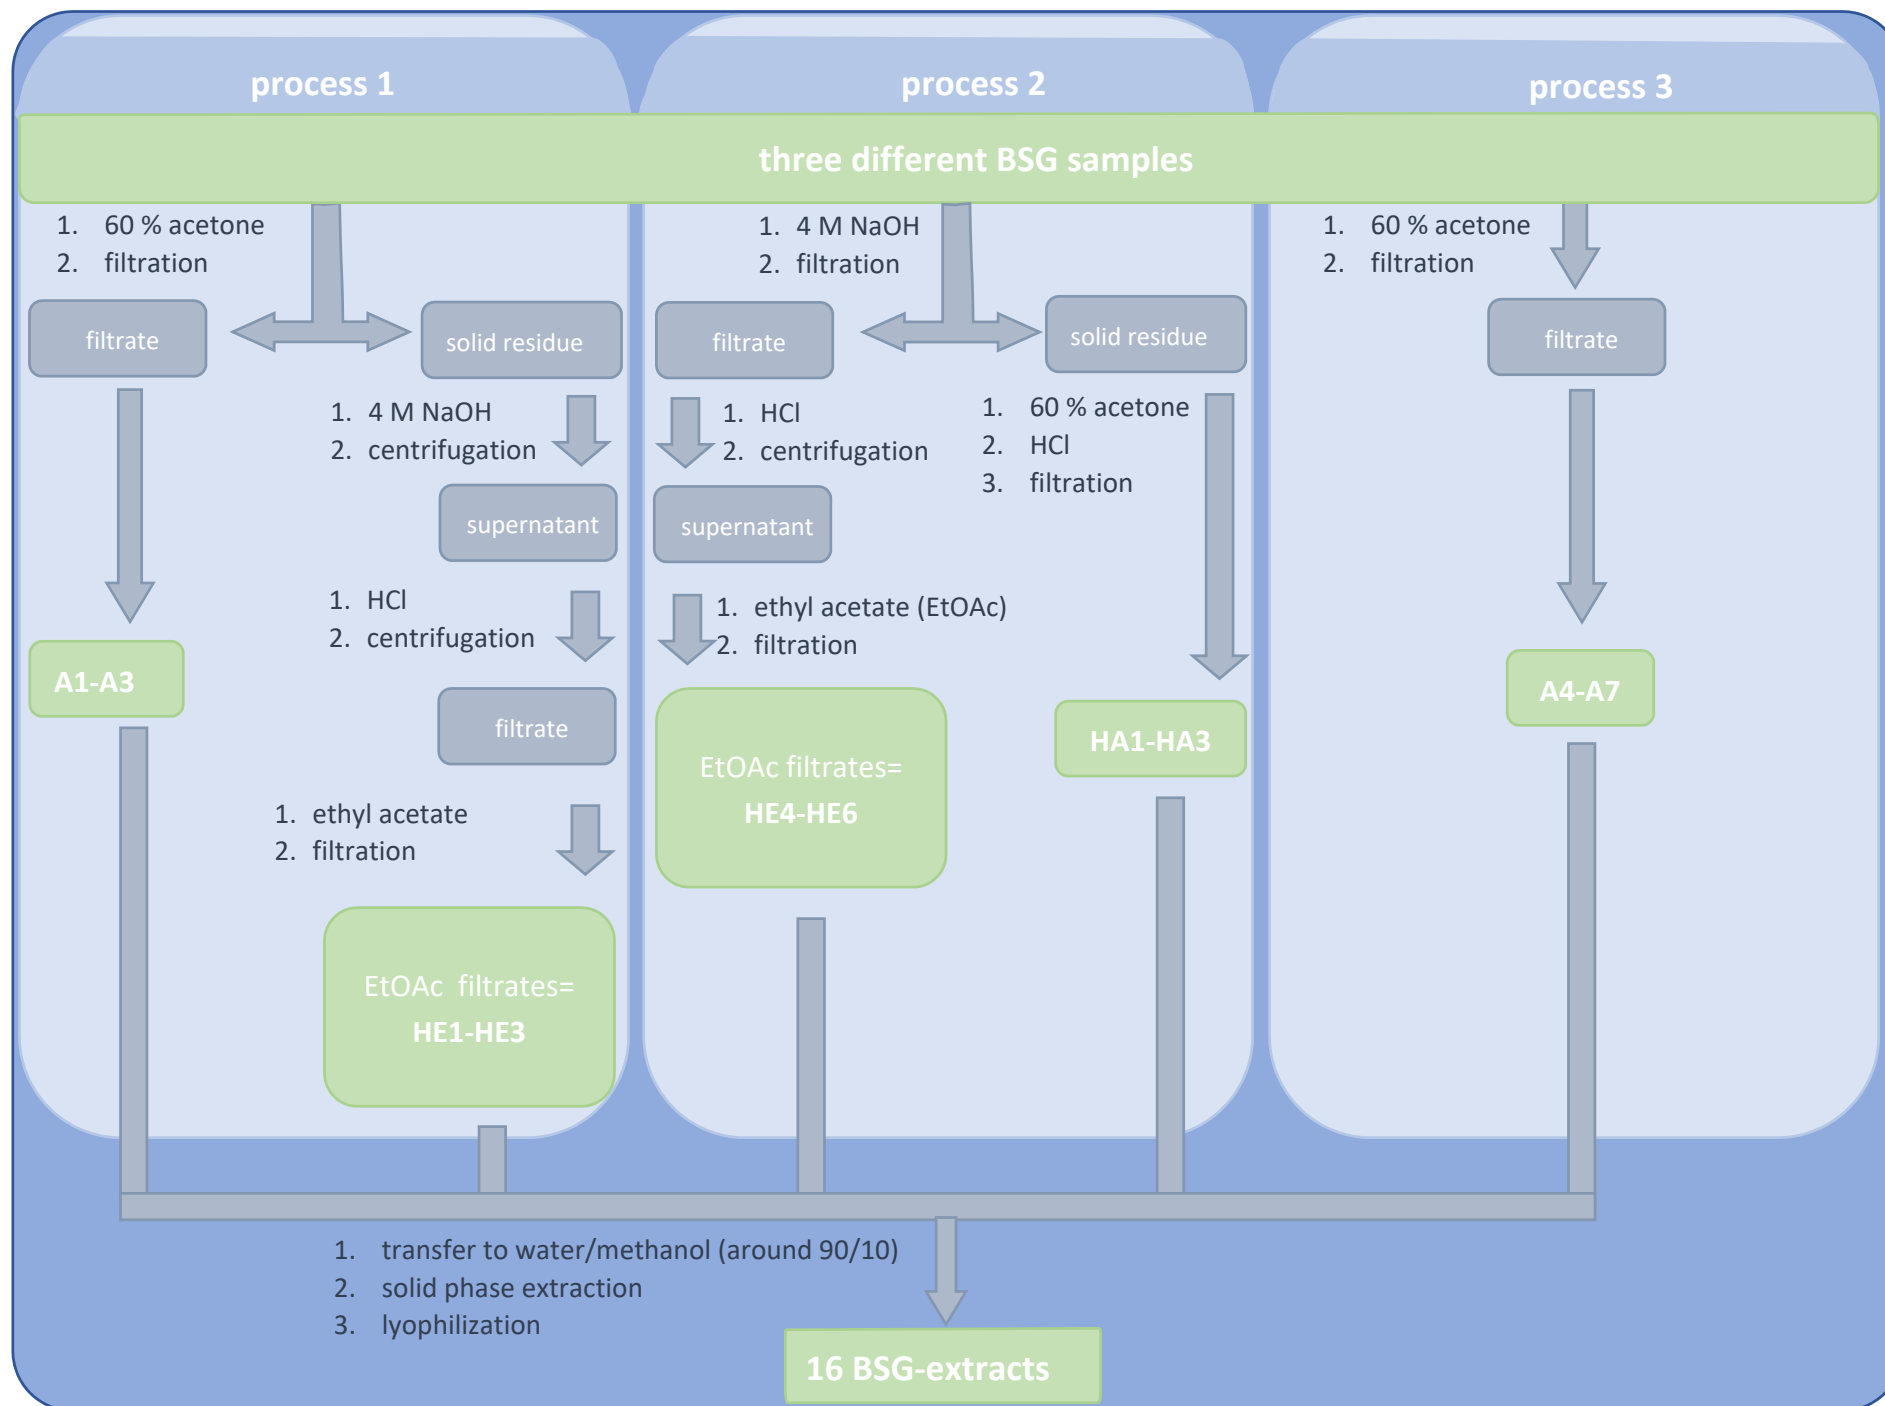 process 1
process 2
process 3
three different BSG samples
1. 60 % acetone
2. filtration
filtrate
solid residue
1. 4 M NaOH
2. centrifugation
supernatant
1. HCl
2. centrifugation
A1-A3
filtrate
1. ethyl acetate
2. filtration
EtOAc filtrates=
HE1-HE3
1. 4 M NaOH
2. filtration
filtrate
solid residue
1. HCl
2. centrifugation
supernatant
1. ethyl acetate (EtOAc)
2. filtration
EtOAc filtrates=
HE4-HE6
1. 60 % acetone
2. HCl
3. filtration
HA1-HA3
1. 60 % acetone
2. filtration
filtrate
A4-A7
1. transfer to water/methanol (around 90/10)
2. solid phase extraction
3. lyophilization
16 BSG-extracts